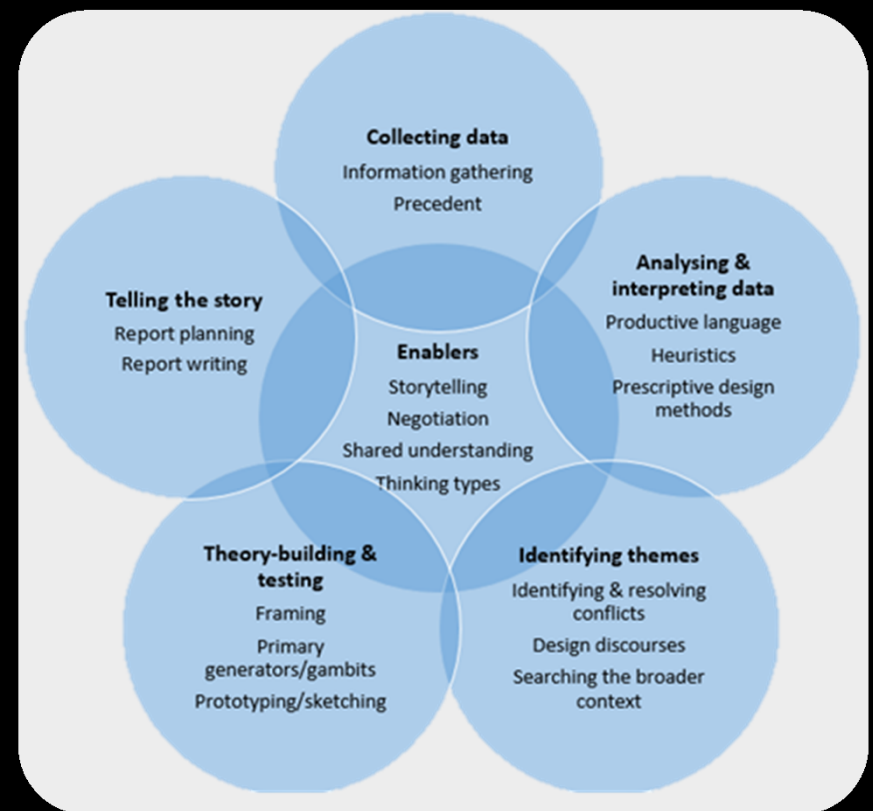 Collecting data
Information gathering
Precedent
Telling the story
Report planning
Report writing
Analysing &
interpreting data
Productive language
Heuristics
Prescriptive design
methods
Enablers
Storytelling
Negotiation
Shared understanding
Thinking types
Theory-building &
testing
Framing
Primary
generators/gambits
Prototyping/sketching
Identifying themes
Identifying & resolving
conflicts
Design discourses
Searching the broader
context